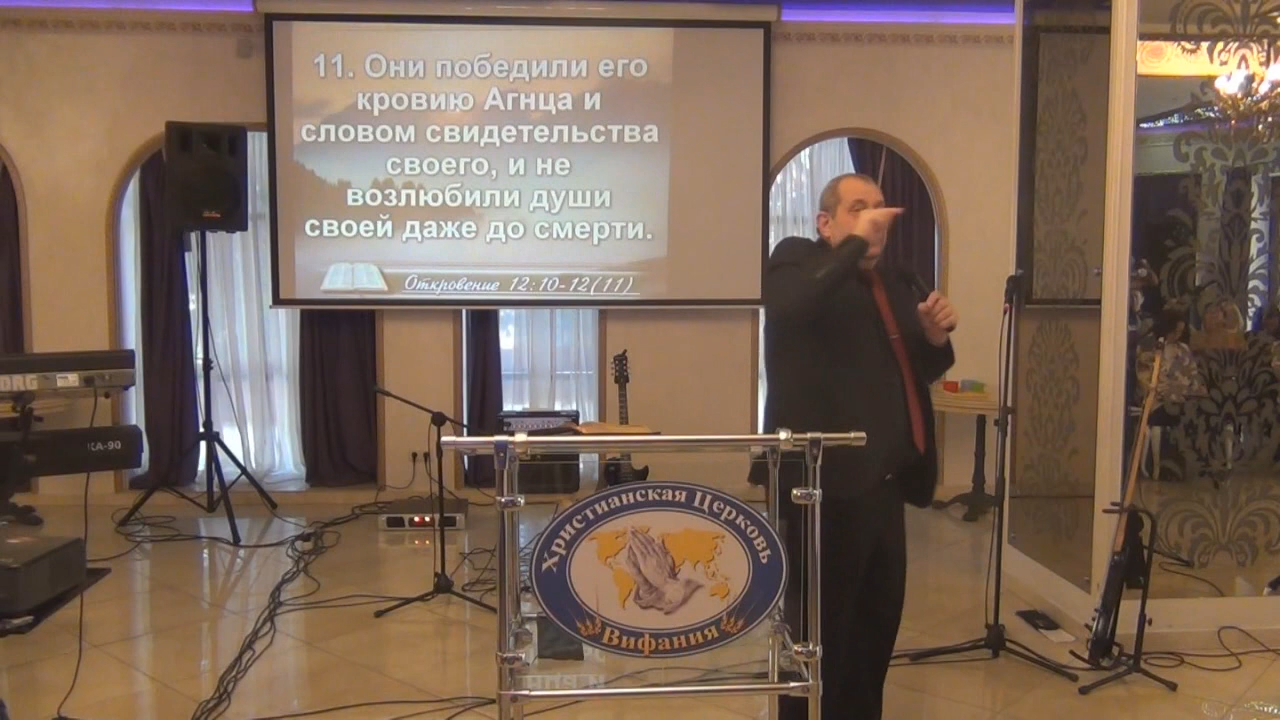 11. Они победили его
кровию Агнца и
словом свидетельства
своего, и не
возлюбили души
своей даже до смерти.
Откровение 12:10-12(11)
KORG
KA-90
Христианская Церковь
Вифания